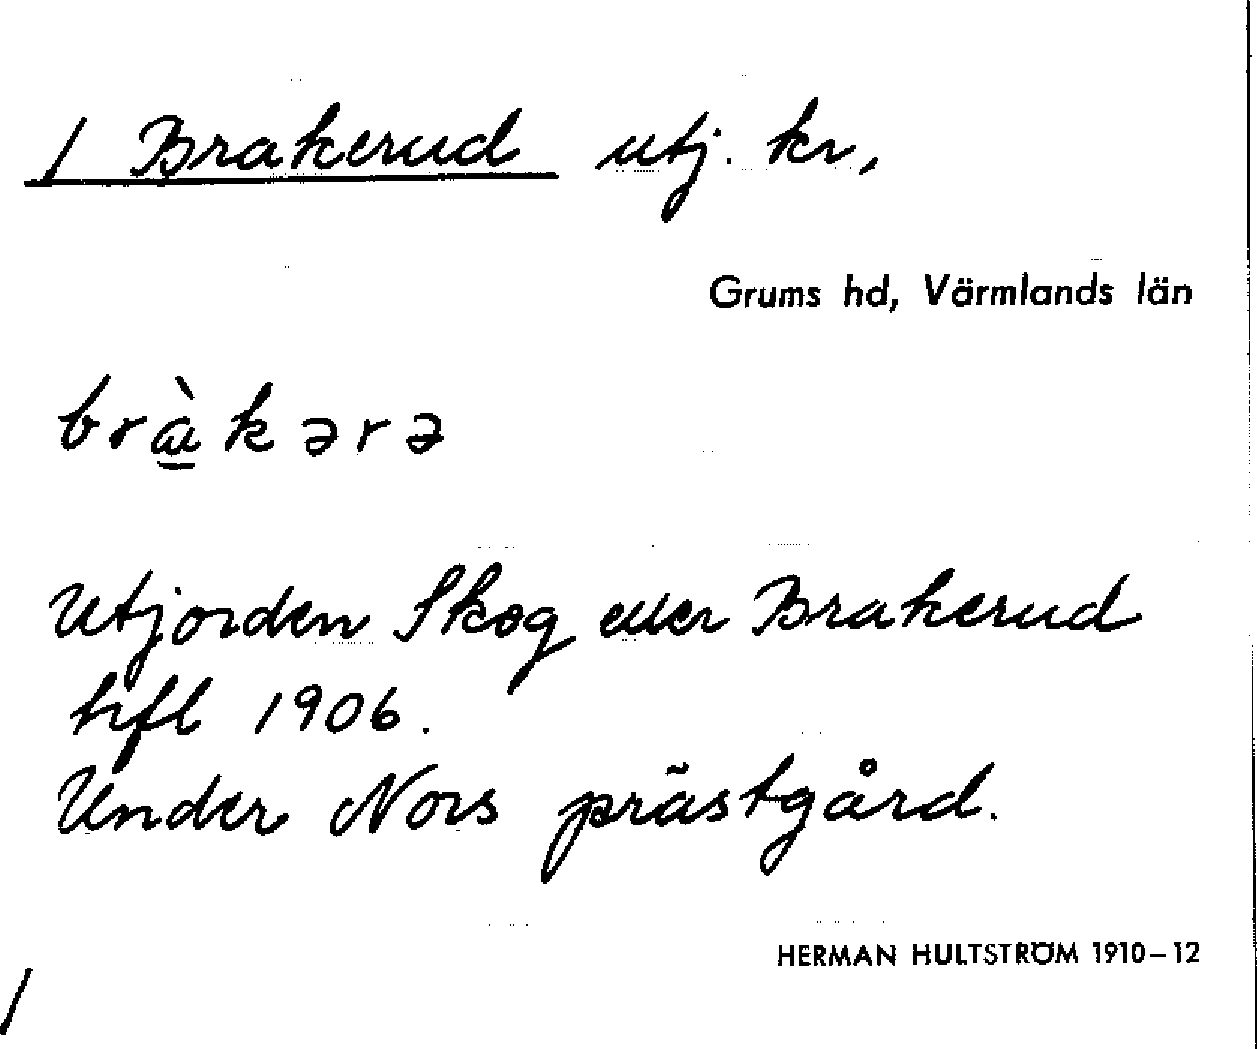 1 Brakerud utj. kr,
Grums hd, Värmlands län
bræ̀kərə
Utjorden Skog eller Brakerud
hfl 1906.
Under Nors prästgård.
HERMAN HULTSTRÖM 1910–12